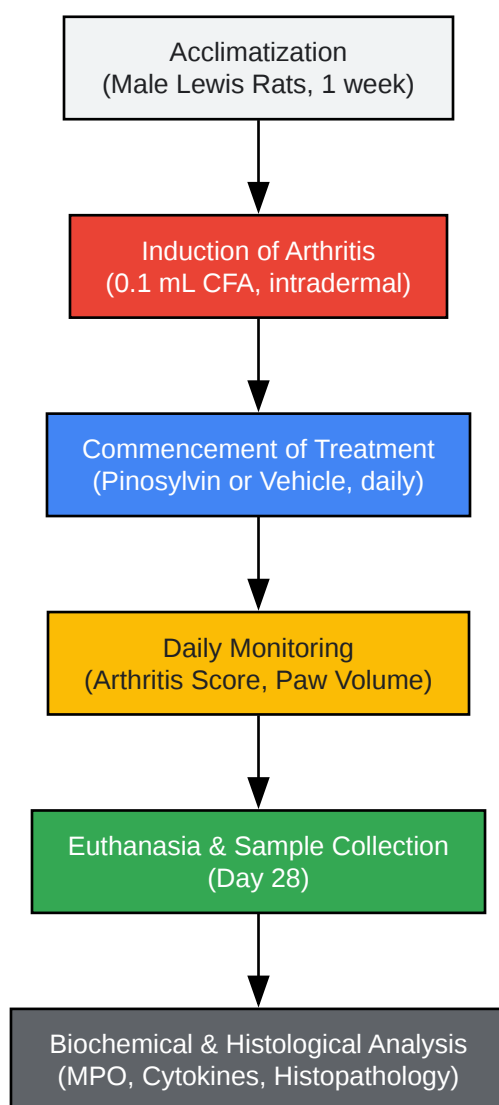 Acclimatization
(Male Lewis Rats, 1 week)
Induction of Arthritis
(0.1 mL CFA, intradermal)
Commencement of Treatment
(Pinosylvin or Vehicle, daily)
Daily Monitoring
(Arthritis Score, Paw Volume)
Euthanasia & Sample Collection
(Day 28)
Biochemical & Histological Analysis
(MPO, Cytokines, Histopathology)